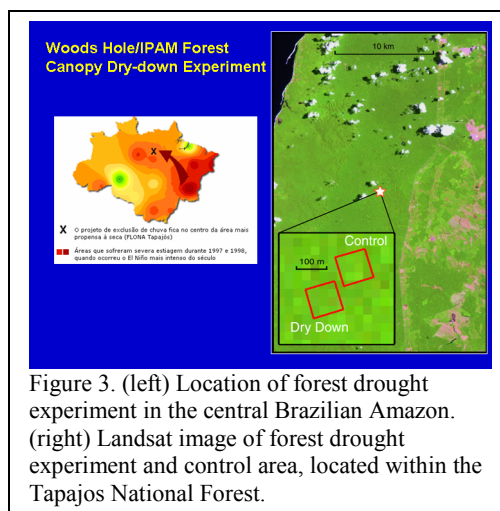 Woods Hole/IPAM Forest
Canopy Dry-down Experiment
X
X O projeto de exclusão de chuva fica no centro da área mais
propensa à seca (FLONA Tapajós)
Áreas que sofreram severa estiagem durante 1997 e 1998,
quando ocorreu o El Niño mais intenso do século
10 km
Control
100 m
Dry Down
Figure 3. (left) Location of forest drought
experiment in the central Brazilian Amazon.
(right) Landsat image of forest drought
experiment and control area, located within the
Tapajos National Forest.